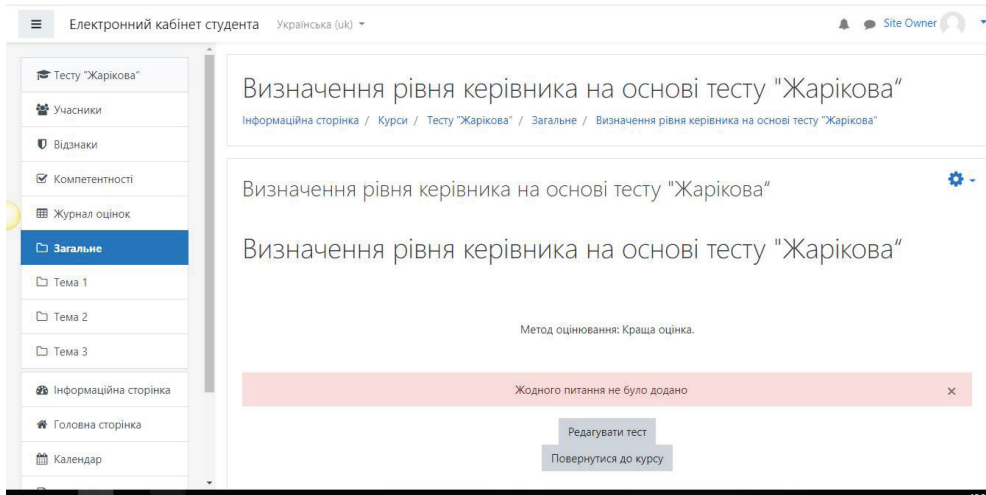 Електронний кабінет студента Українська (uk) Site Owner
Тесту "Жарікова"
Учасники
Відзнаки
Компетентності
Журнал оцінок
Загальне
Тема 1
Тема 2
Тема 3
Інформаційна сторінка
Головна сторінка
Календар
Визначення рівня керівника на основі тесту "Жарікова“
Інформаційна сторінка / Курси / Тесту "Жарікова" / Загальне / Визначення рівня керівника на основі тесту "Жарікова"
Визначення рівня керівника на основі тесту "Жарікова“
Визначення рівня керівника на основі тесту "Жарікова“
Метод оцінювання: Краща оцінка.
Жодного питання не було додано ×
Редагувати тест
Повернутися до курсу